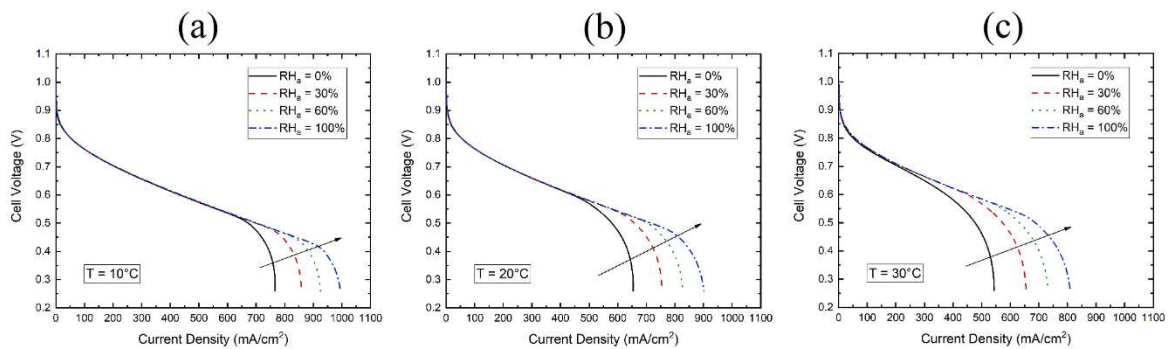 (a)
1.1
1.0
0.9
0.8
0.7
0.6
0.5
0.4
0.3
0.2
Cell Voltage (V)
RHa = 0%
RHa = 30%
RHa = 60%
RHa = 100%
T = 10°C
0 100 200 300 400 500 600 700 800 900 1000 1100
Current Density (mA/cm²)
(b)
1.1
1.0
0.9
0.8
0.7
0.6
0.5
0.4
0.3
0.2
Cell Voltage (V)
RHa = 0%
RHa = 30%
RHa = 60%
RHa = 100%
T = 20°C
0 100 200 300 400 500 600 700 800 900 1000 1100
Current Density (mA/cm²)
(c)
1.1
1.0
0.9
0.8
0.7
0.6
0.5
0.4
0.3
0.2
Cell Voltage (V)
RHa = 0%
RHa = 30%
RHa = 60%
RHa = 100%
T = 30°C
0 100 200 300 400 500 600 700 800 900 1000 1100
Current Density (mA/cm²)